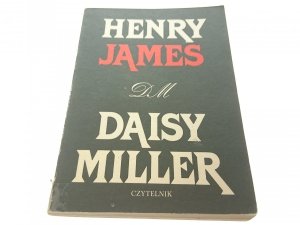 HENRY
JAMES
DM
DAISY
MILLER
CZYTELNIK